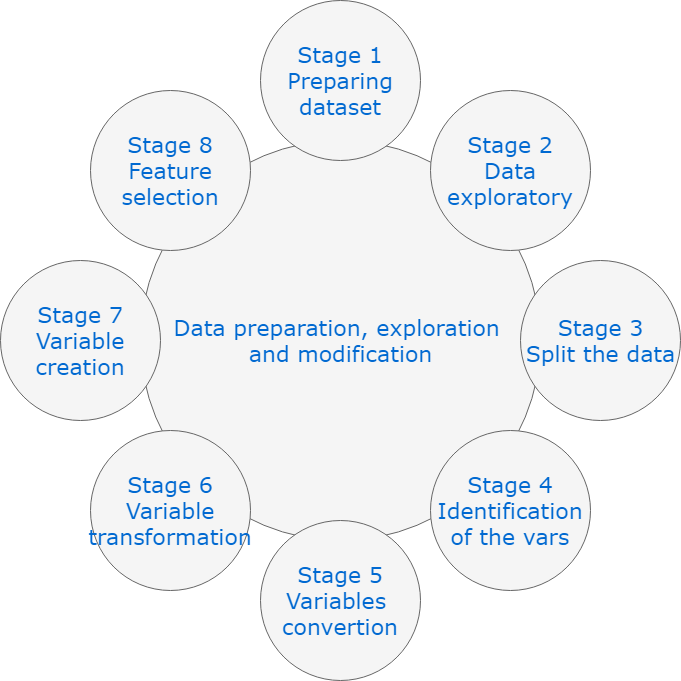 Stage 1
Preparing
dataset
Stage 2
Data
exploratory
Stage 3
Split the data
Stage 4
Identification
of the vars
Stage 5
Variables
convertion
Stage 6
Variable
transformation
Stage 7
Variable
creation
Stage 8
Feature
selection
Data preparation, exploration
and modification